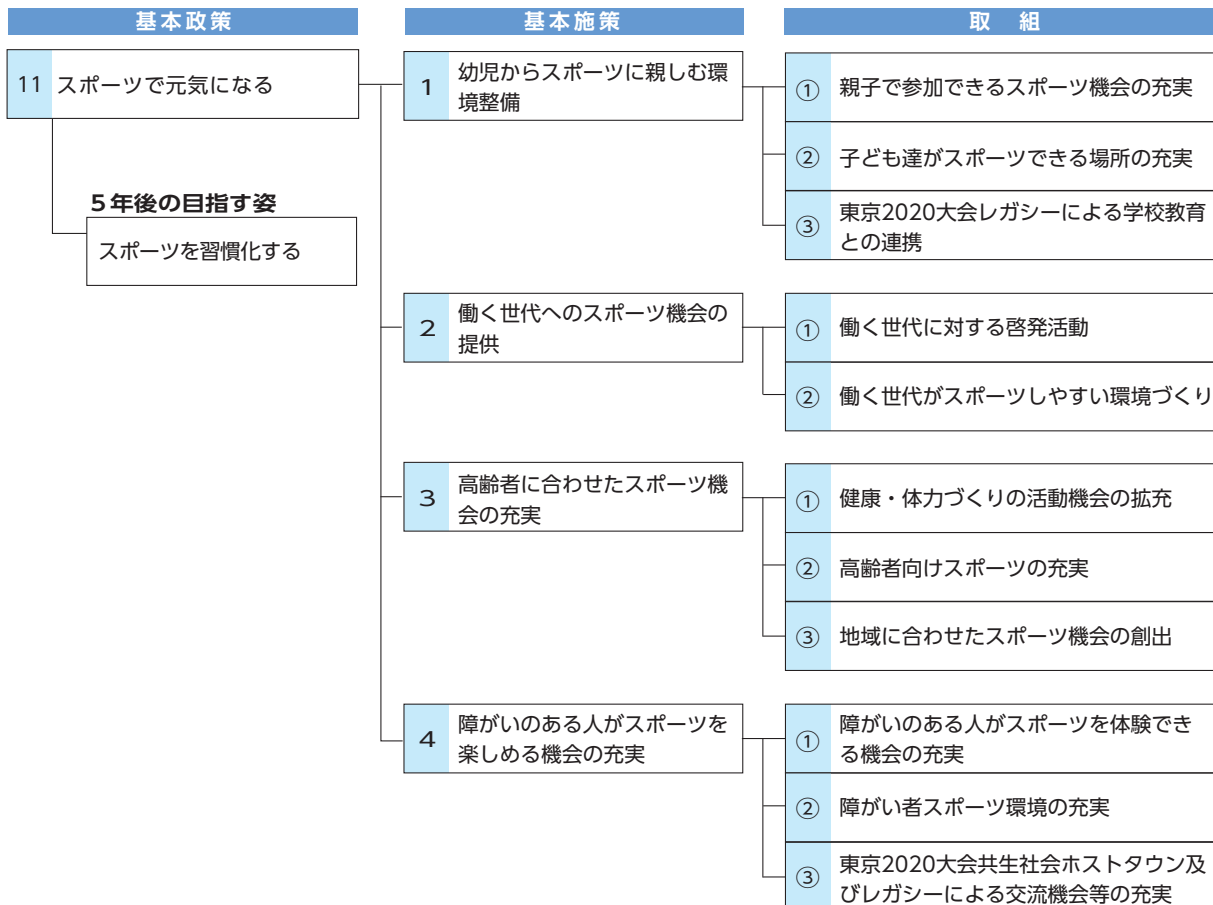 基本政策
基本施策
取　組
11 スポーツで元気になる
5年後の目指す姿
スポーツを習慣化する
1 幼児からスポーツに親しむ環
境整備
① 親子で参加できるスポーツ機会の充実
② 子ども達がスポーツできる場所の充実
③ 東京2020大会レガシーによる学校教育
との連携
2 働く世代へのスポーツ機会の
提供
① 働く世代に対する啓発活動
② 働く世代がスポーツしやすい環境づくり
3 高齢者に合わせたスポーツ機
会の充実
① 健康・体力づくりの活動機会の拡充
② 高齢者向けスポーツの充実
③ 地域に合わせたスポーツ機会の創出
4 障がいのある人がスポーツを
楽しめる機会の充実
① 障がいのある人がスポーツを体験でき
る機会の充実
② 障がい者スポーツ環境の充実
③ 東京2020大会共生社会ホストタウン及
びレガシーによる交流機会等の充実